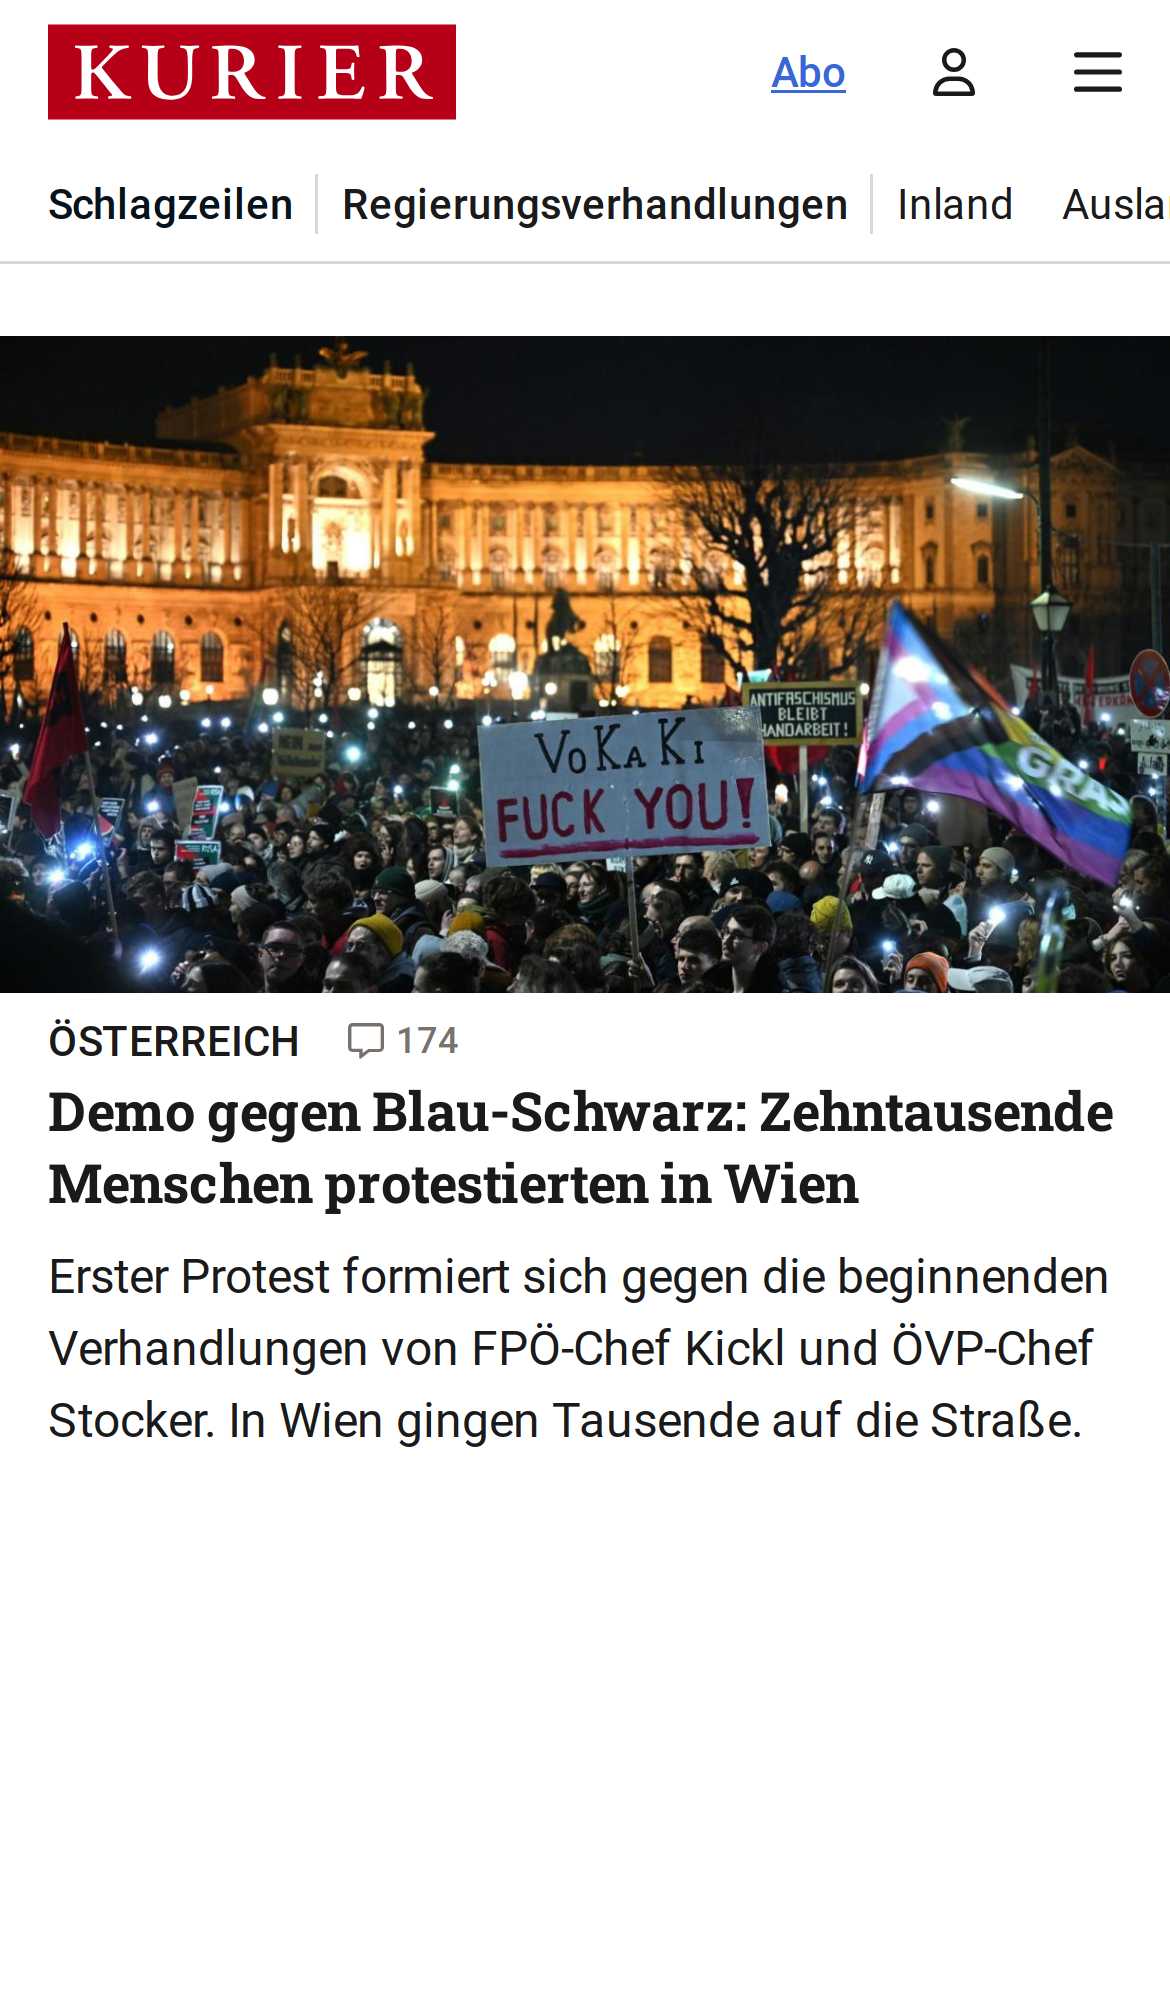 KURIER
Abo
Schlagzeilen
Regierungsverhandlungen
Inland
Ausla
ANTIFASCHISMUS
BLEIBT
HANDARBEIT!
VoKaKi
FUCK YOU!
GRAS
ÖSTERREICH
174
Demo gegen Blau-Schwarz: Zehntausende
Menschen protestierten in Wien
Erster Protest formiert sich gegen die beginnenden
Verhandlungen von FPÖ-Chef Kickl und ÖVP-Chef
Stocker. In Wien gingen Tausende auf die Straße.